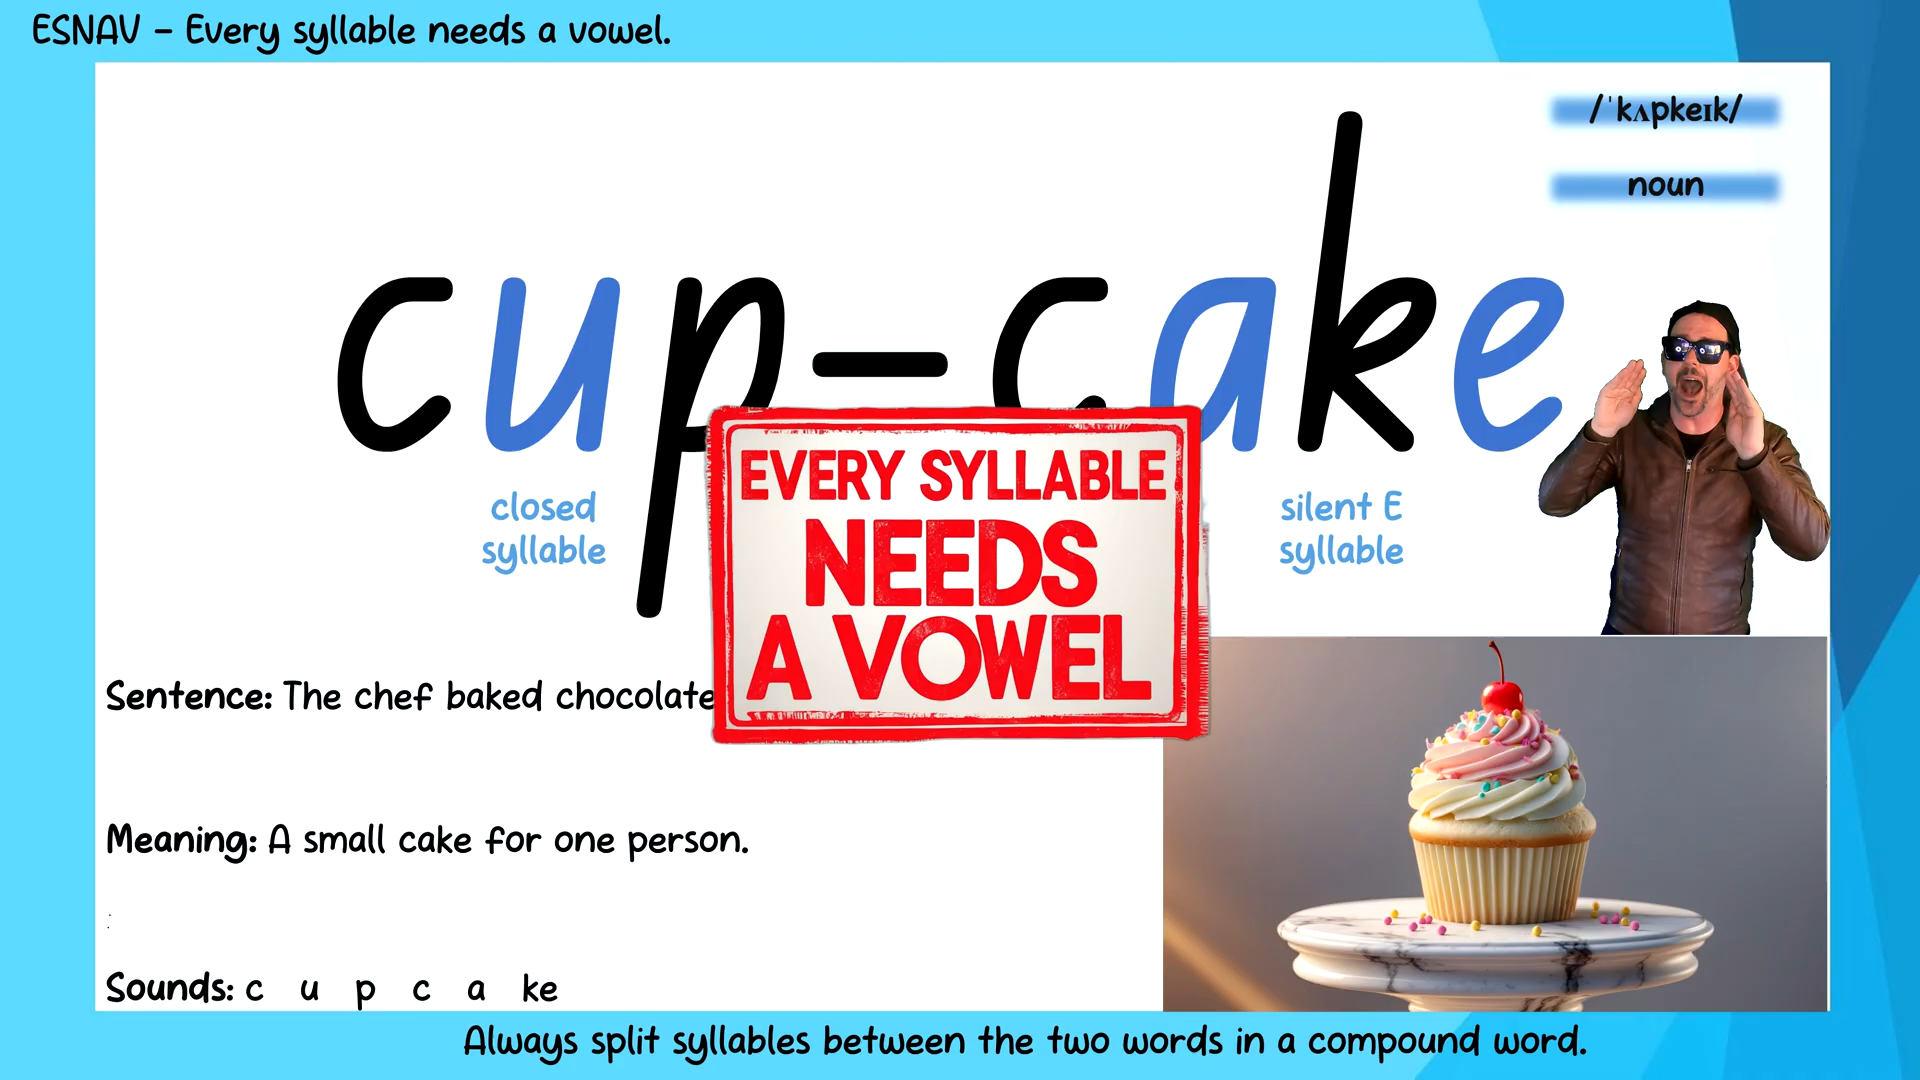 ESNAV - Every syllable needs a vowel.
/ˈkʌpkeɪk/
noun
cup-cake
closed
syllable
silent E
syllable
EVERY SYLLABLE
NEEDS
A VOWEL
Sentence: The chef baked chocolate
Meaning: A small cake for one person.
Sounds: c u p c a ke
Always split syllables between the two words in a compound word.